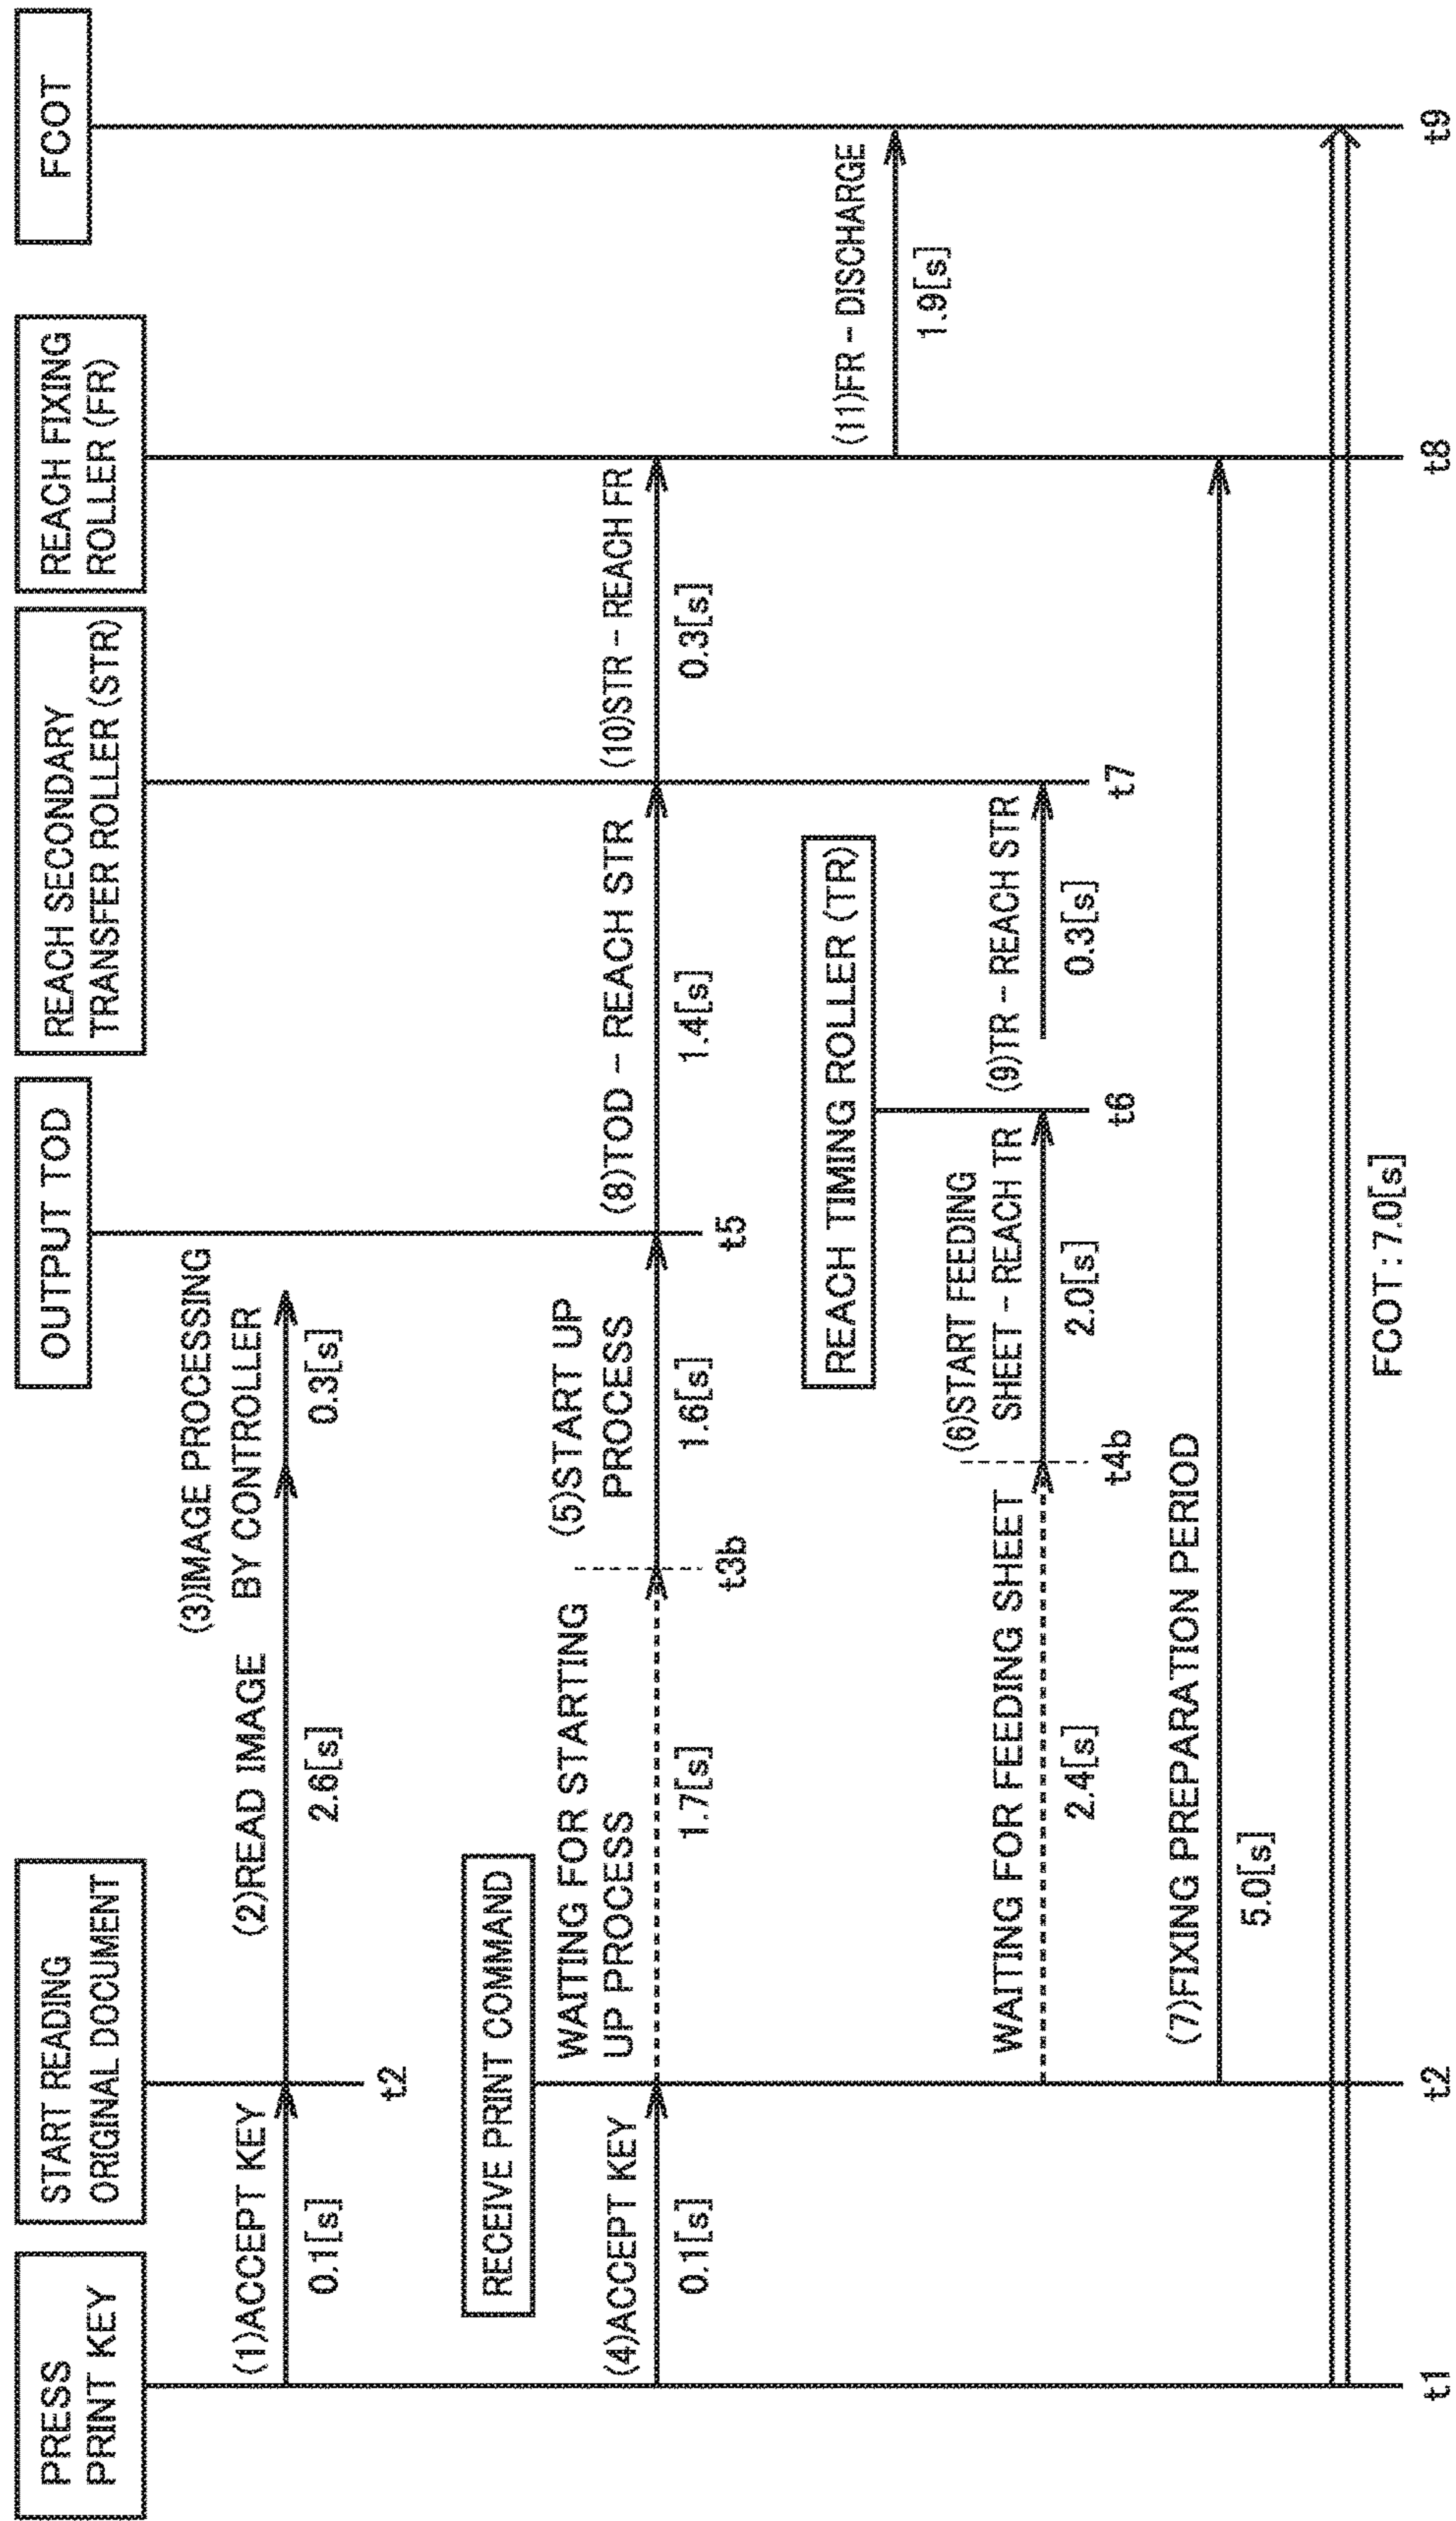 PRESS
PRINT KEY
START READING
ORIGINAL DOCUMENT
OUTPUT TOD
REACH SECONDARY
TRANSFER ROLLER (STR)
REACH FIXING
ROLLER (FR)
FCOT
(1)ACCEPT KEY
0.1[s]
t2
(2)READ IMAGE
2.6[s]
(3)IMAGE PROCESSING
BY CONTROLLER
0.3[s]
RECEIVE PRINT COMMAND
(4)ACCEPT KEY
0.1[s]
WAITING FOR STARTING
UP PROCESS
1.7[s]
t3b
(5)START UP
PROCESS
1.6[s]
t5
(8)TOD - REACH STR
1.4[s]
(10)STR - REACH FR
0.3[s]
REACH TIMING ROLLER (TR)
(11)FR - DISCHARGE
1.9[s]
WAITING FOR FEEDING SHEET
2.4[s]
t4b
(6)START FEEDING
SHEET - REACH TR
2.0[s]
t6
(9)TR - REACH STR
0.3[s]
t7
(7)FIXING PREPARATION PERIOD
5.0[s]
FCOT : 7.0[s]
t1
t2
t8
t9